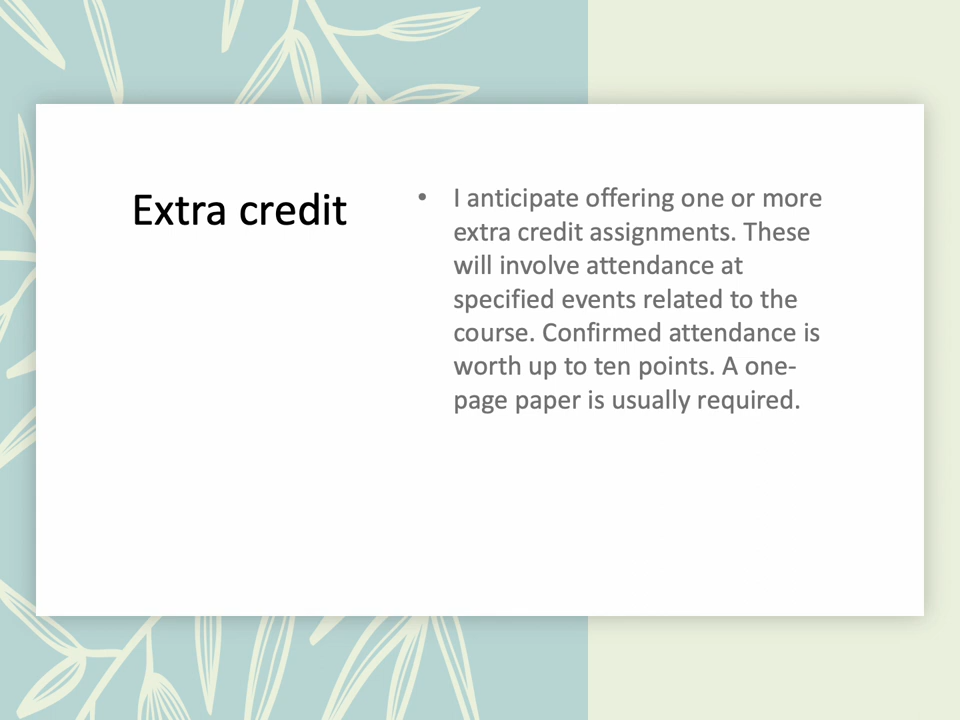 Extra credit
• I anticipate offering one or more
extra credit assignments. These
will involve attendance at
specified events related to the
course. Confirmed attendance is
worth up to ten points. A one-
page paper is usually required.